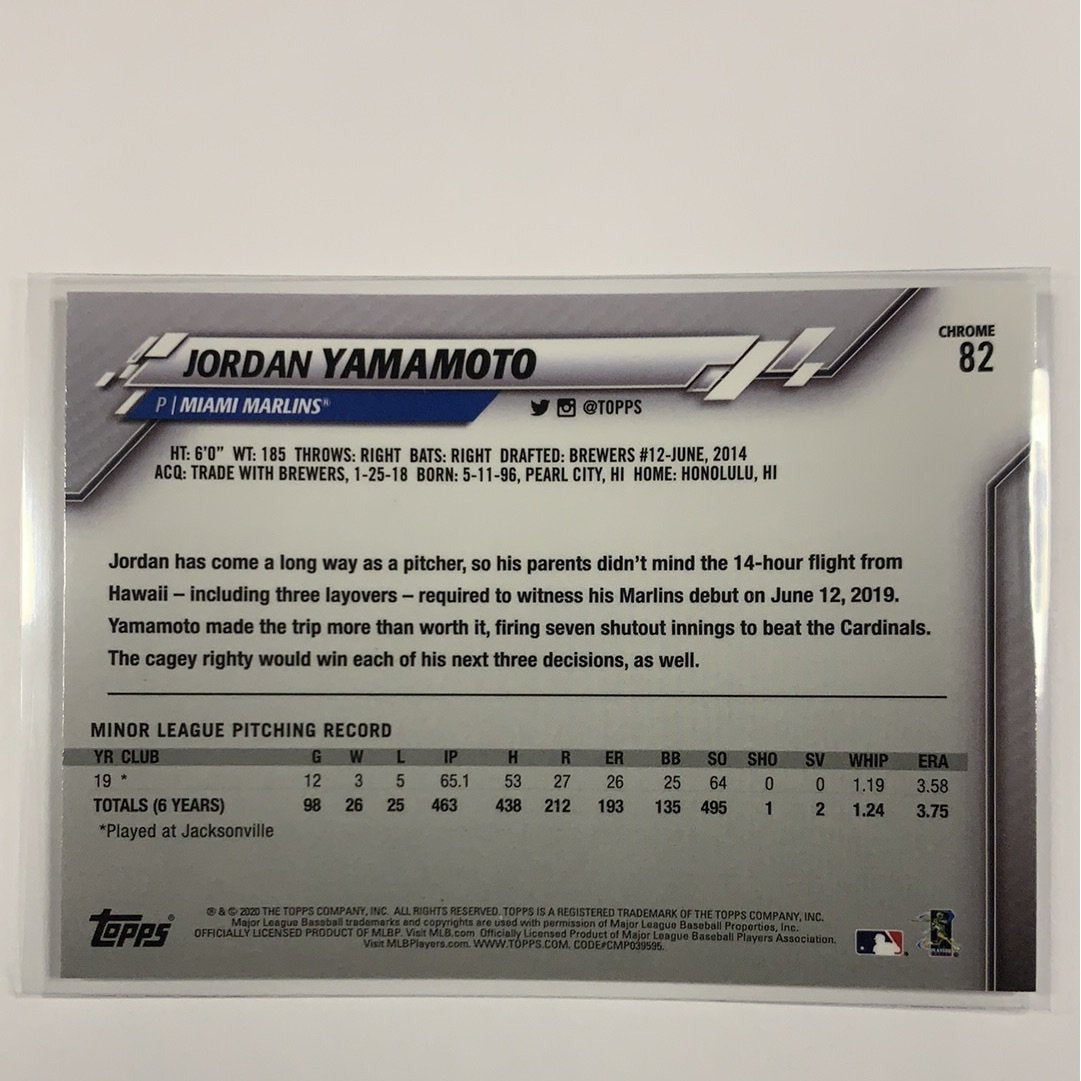 CHROME
82
JORDAN YAMAMOTO
P | MIAMI MARLINS®
@TOPPS
HT: 6'0" WT: 185 THROWS: RIGHT BATS: RIGHT DRAFTED: BREWERS #12-JUNE, 2014
ACQ: TRADE WITH BREWERS, 1-25-18 BORN: 5-11-96, PEARL CITY, HI HOME: HONOLULU, HI
Jordan has come a long way as a pitcher, so his parents didn't mind the 14-hour flight from
Hawaii – including three layovers – required to witness his Marlins debut on June 12, 2019.
Yamamoto made the trip more than worth it, firing seven shutout innings to beat the Cardinals.
The cagey righty would win each of his next three decisions, as well.
MINOR LEAGUE PITCHING RECORD
YR CLUB G W L IP H R ER BB SO SHO SV WHIP ERA
19 * 12 3 5 65.1 53 27 26 25 64 0 0 1.19 3.58
TOTALS (6 YEARS) 98 26 25 463 438 212 193 135 495 1 2 1.24 3.75
*Played at Jacksonville
topps®
® & © 2020 THE TOPPS COMPANY, INC. ALL RIGHTS RESERVED. TOPPS IS A REGISTERED TRADEMARK OF THE TOPPS COMPANY, INC.
Major League Baseball trademarks and copyrights are used with permission of Major League Baseball Properties, Inc.
OFFICIALLY LICENSED PRODUCT OF MLBP. Visit MLB.com Officially Licensed Product of Major League Baseball Players Association.
Visit MLBPlayers.com. WWW.TOPPS.COM. CODE#CMP039595.